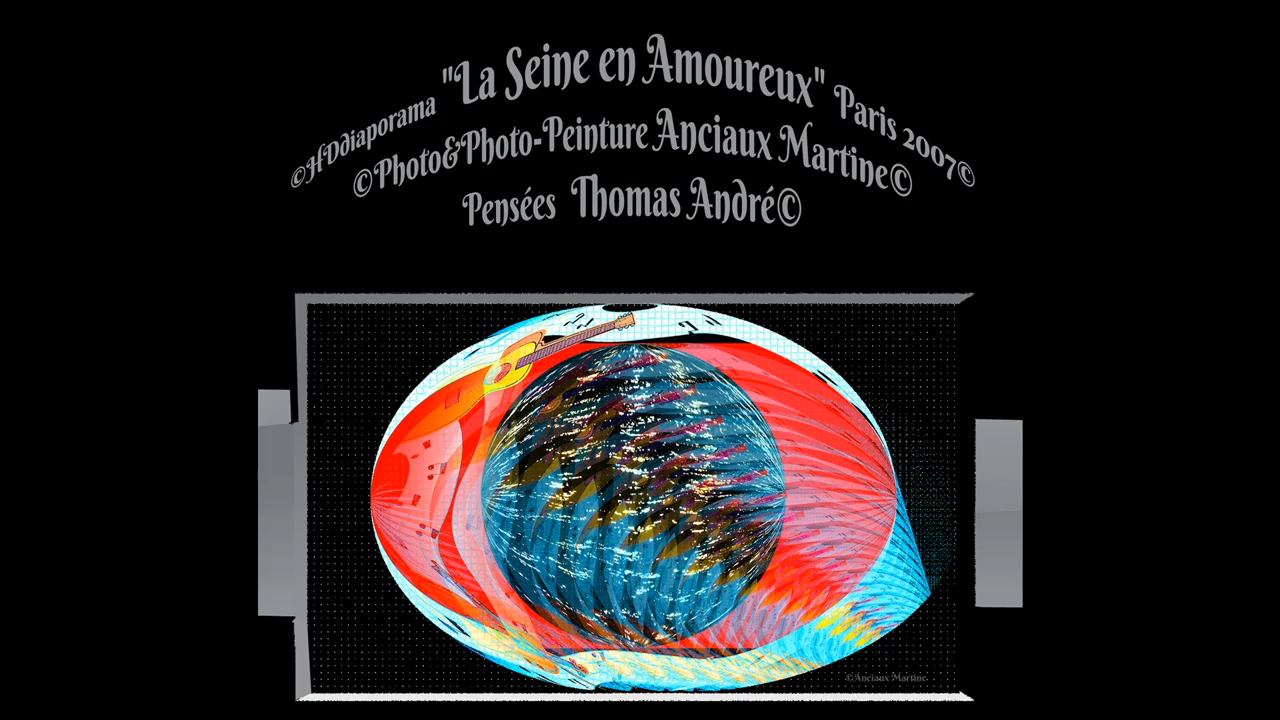 ©HDdiaporama "La Seine en Amoureux" Paris 2007©
©Photo&Photo-Peinture Anciaux Martine©
Pensées Thomas André©
©Anciaux Martine